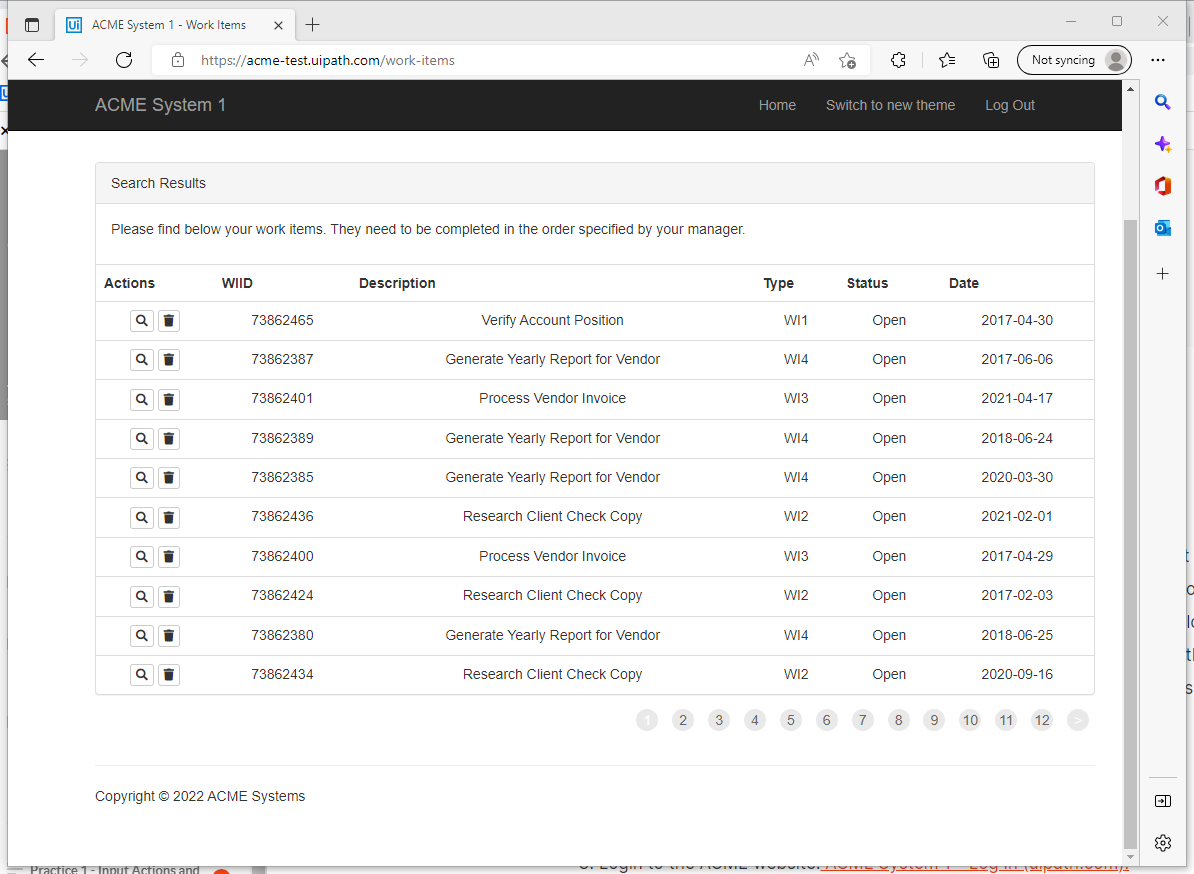 ACME System 1 - Work Items
https://acme-test.uipath.com/work-items
Not syncing
ACME System 1 Home Switch to new theme Log Out
Search Results
Please find below your work items. They need to be completed in the order specified by your manager.
Actions WIID Description Type Status Date
73862465 Verify Account Position WI1 Open 2017-04-30
73862387 Generate Yearly Report for Vendor WI4 Open 2017-06-06
73862401 Process Vendor Invoice WI3 Open 2021-04-17
73862389 Generate Yearly Report for Vendor WI4 Open 2018-06-24
73862385 Generate Yearly Report for Vendor WI4 Open 2020-03-30
73862436 Research Client Check Copy WI2 Open 2021-02-01
73862400 Process Vendor Invoice WI3 Open 2017-04-29
73862424 Research Client Check Copy WI2 Open 2017-02-03
73862380 Generate Yearly Report for Vendor WI4 Open 2018-06-25
73862434 Research Client Check Copy WI2 Open 2020-09-16
1 2 3 4 5 6 7 8 9 10 11 12 >
Copyright © 2022 ACME Systems
Practice 1 - Input Actions and
Login to the ACME website: ACME System 1 - Log In (uipath.com).